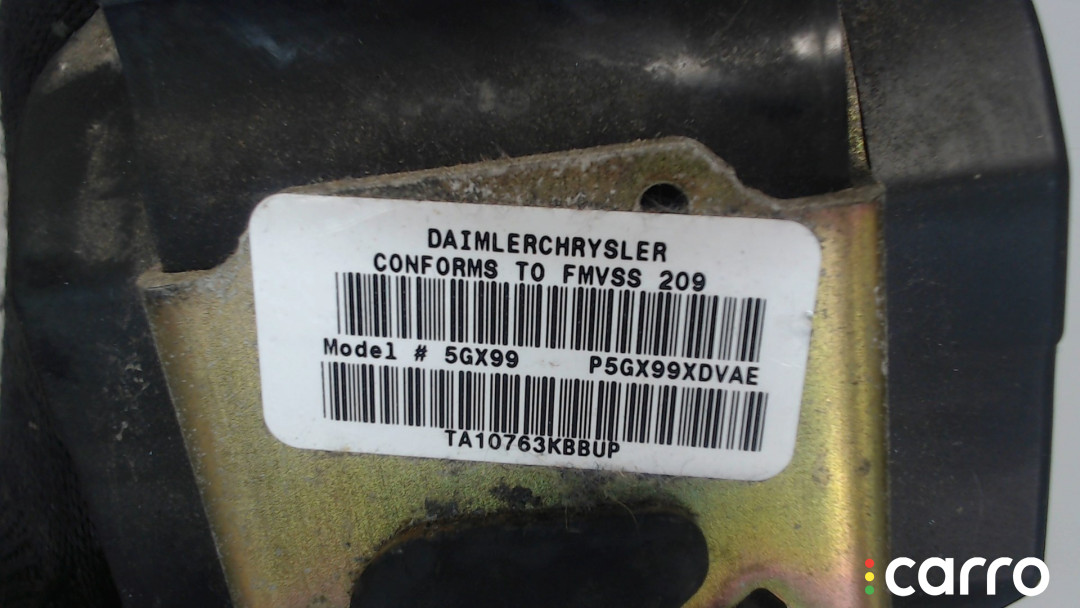 DAIMLERCHRYSLER
CONFORMS TO FMVSS 209
Model # 5GX99 P5GX99XDVAE
TA10763KBBUP
carro